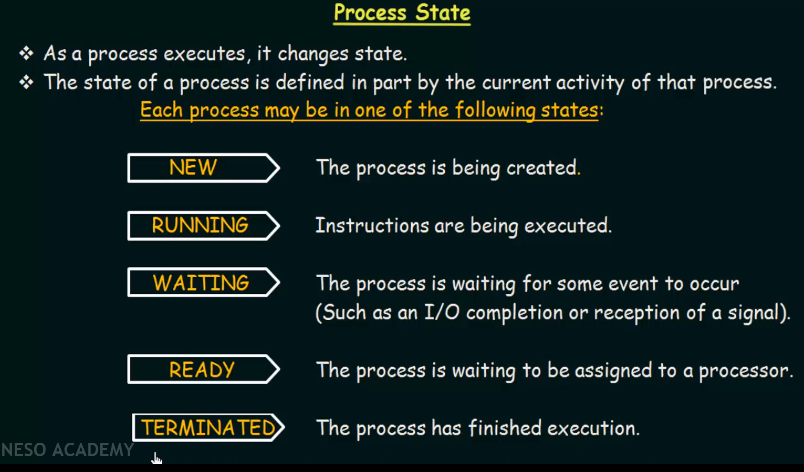 Process State
❖ As a process executes, it changes state.
❖ The state of a process is defined in part by the current activity of that process.
Each process may be in one of the following states:
NEW The process is being created.
RUNNING Instructions are being executed.
WAITING The process is waiting for some event to occur
(Such as an I/O completion or reception of a signal).
READY The process is waiting to be assigned to a processor.
TERMINATED The process has finished execution.
NESO ACADEMY